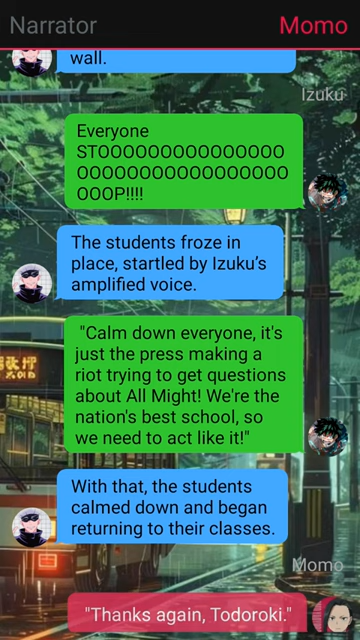 Narrator
Momo
wall.
Izuku
Everyone
STOOOOOOOOOOOOOOO
OOOOOOOOOOOOOOOOO
OOOP!!!!
The students froze in
place, startled by Izuku’s
amplified voice.
"Calm down everyone, it's
just the press making a
riot trying to get questions
about All Might! We're the
nation's best school, so
we need to act like it!"
With that, the students
calmed down and began
returning to their classes.
Momo
"Thanks again, Todoroki."